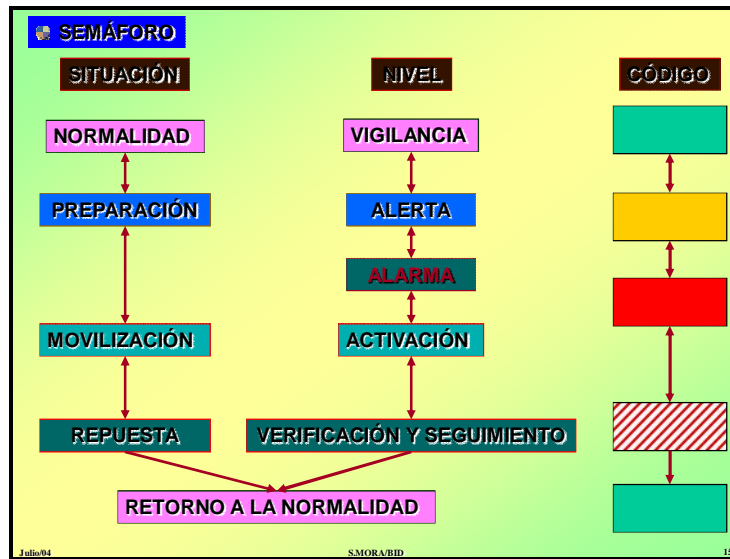 SEMÁFORO
SITUACIÓN
NIVEL
CÓDIGO
NORMALIDAD
VIGILANCIA
PREPARACIÓN
ALERTA
ALARMA
MOVILIZACIÓN
ACTIVACIÓN
REPUESTA
VERIFICACIÓN Y SEGUIMIENTO
RETORNO A LA NORMALIDAD
Julio/04
S.MORA/BID